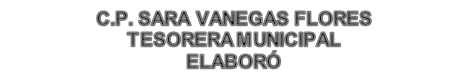 C.P. SARA VANEGAS FLORES
TESORERA MUNICIPAL
ELABORÓ